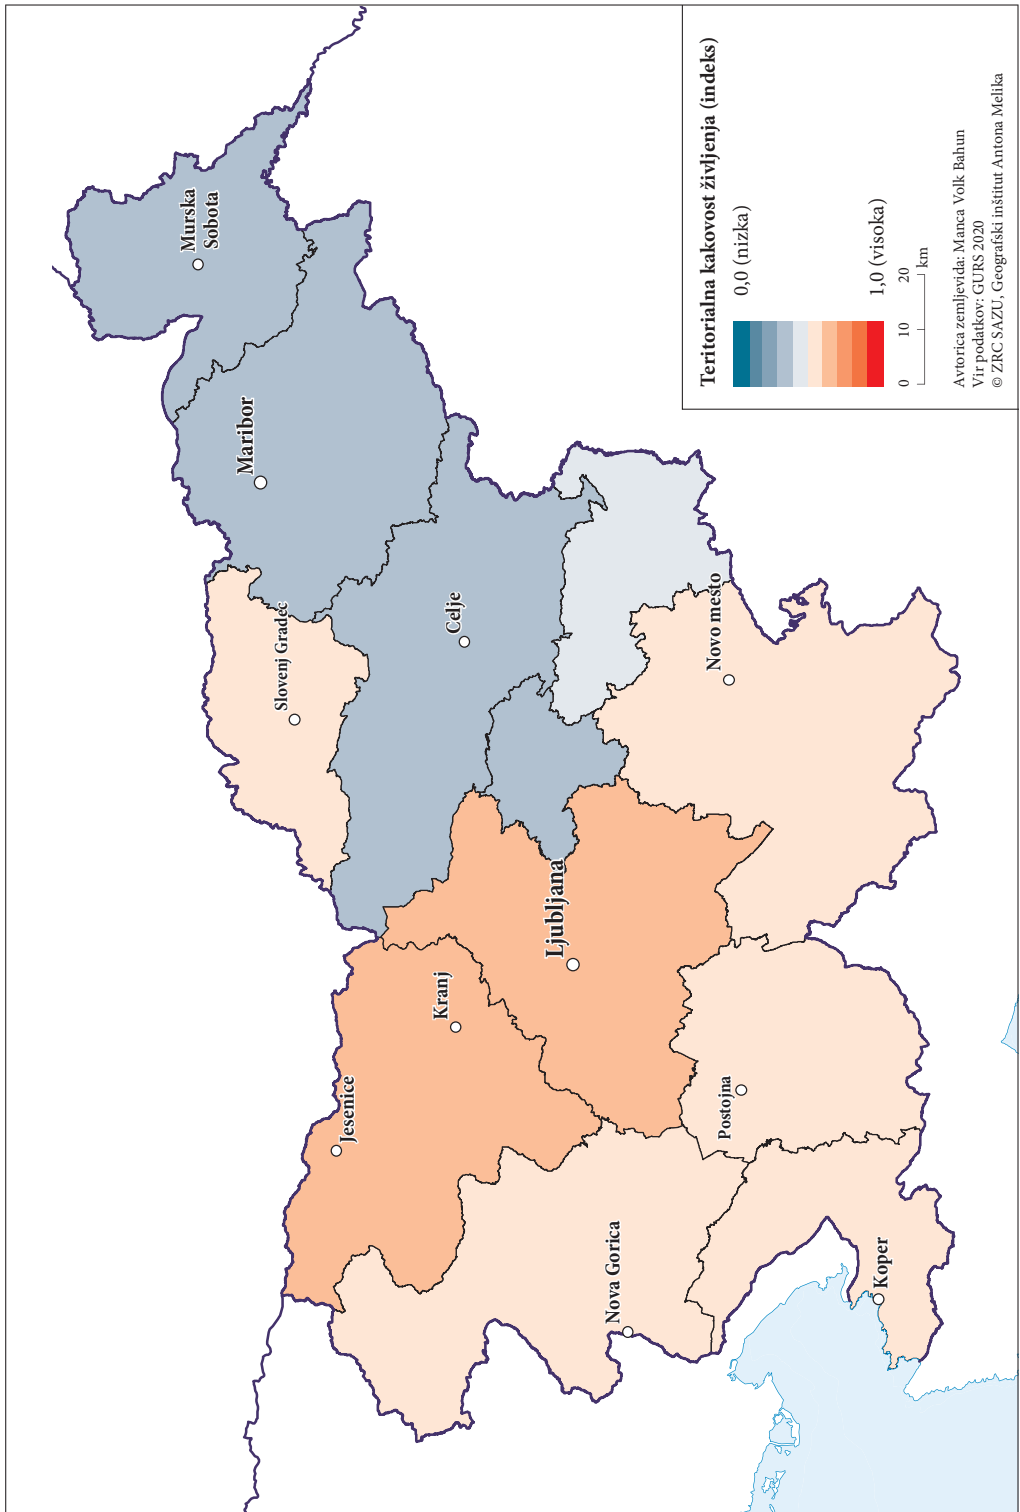 Murska
Sobota
Maribor
Slovenj Gradec
Celje
Jesenice
Kranj
Ljubljana
Novo mesto
Postojna
Nova Gorica
Koper
Teritorialna kakovost življenja (indeks)
0,0 (nizka)
1,0 (visoka)
0 10 20
km
Avtorica zemljevida: Manca Volk Bahun
Vir podatkov: GURS 2020
© ZRC SAZU, Geografski inštitut Antona Melika